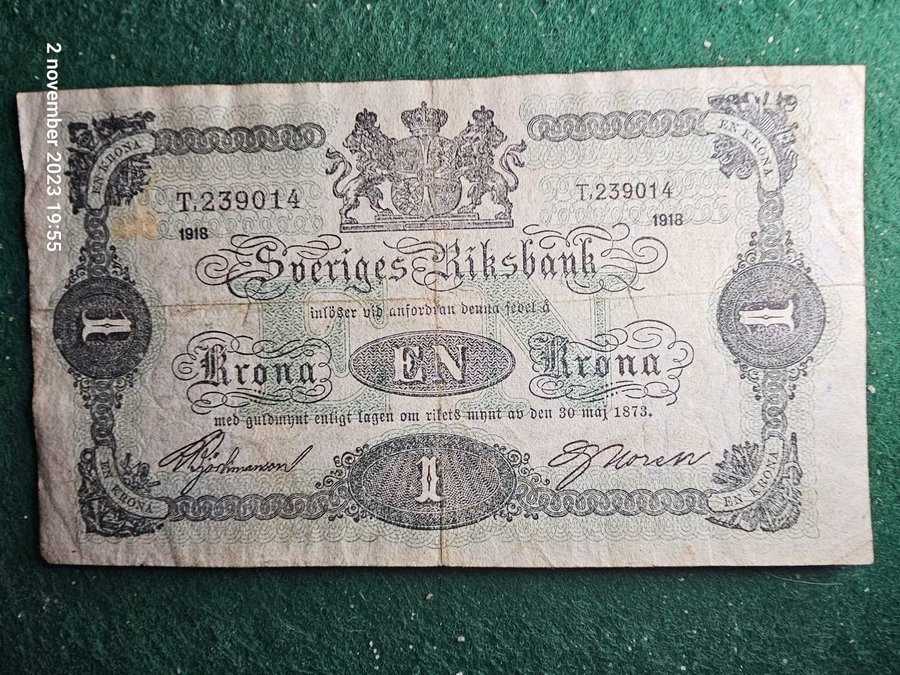 2 november 2023 19:55
EN KRONA
EN KRONA
T.239014
T.239014
1918
1918
Sveriges Riksbank
inlöser vid anfordran denna sedel å
1
Krona EN Krona
1
med guldmynt enligt lagen om rikets mynt av den 30 maj 1873.
1
EN KRONA
EN KRONA